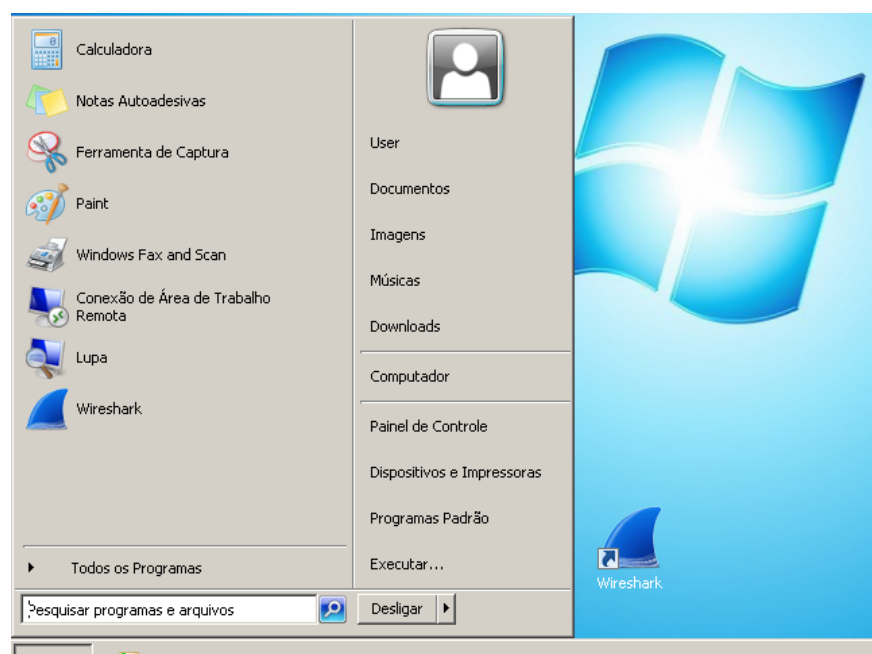 Calculadora
Notas Autoadesivas
Ferramenta de Captura
Paint
Windows Fax and Scan
Conexão de Área de Trabalho
Remota
Lupa
Wireshark
Todos os Programas
Pesquisar programas e arquivos
User
Documentos
Imagens
Músicas
Downloads
Computador
Painel de Controle
Dispositivos e Impressoras
Programas Padrão
Executar...
Desligar
Wireshark